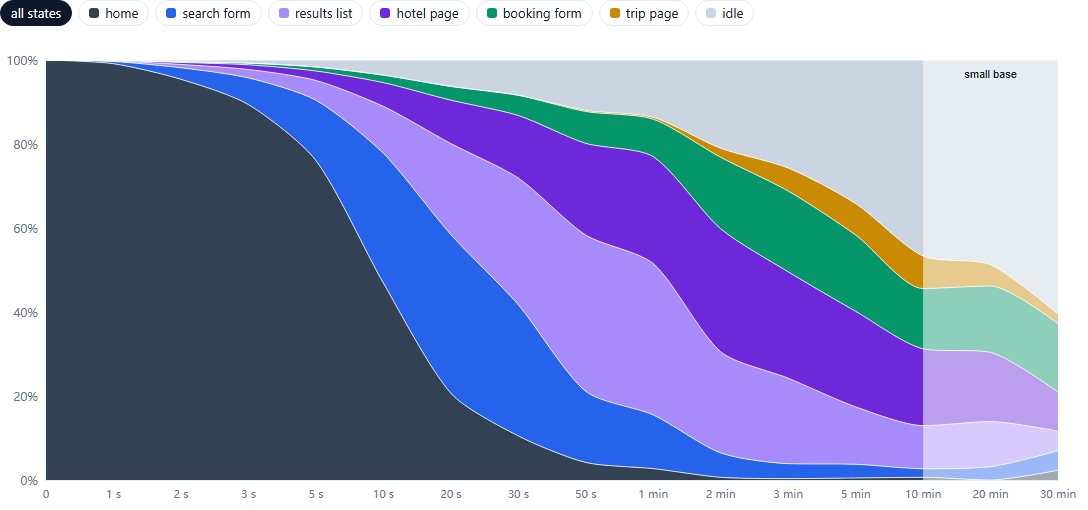 all states home search form results list hotel page booking form trip page idle
100%
small base
80%
60%
40%
20%
0%
0 1 s 2 s 3 s 5 s 10 s 20 s 30 s 50 s 1 min 2 min 3 min 5 min 10 min 20 min 30 min